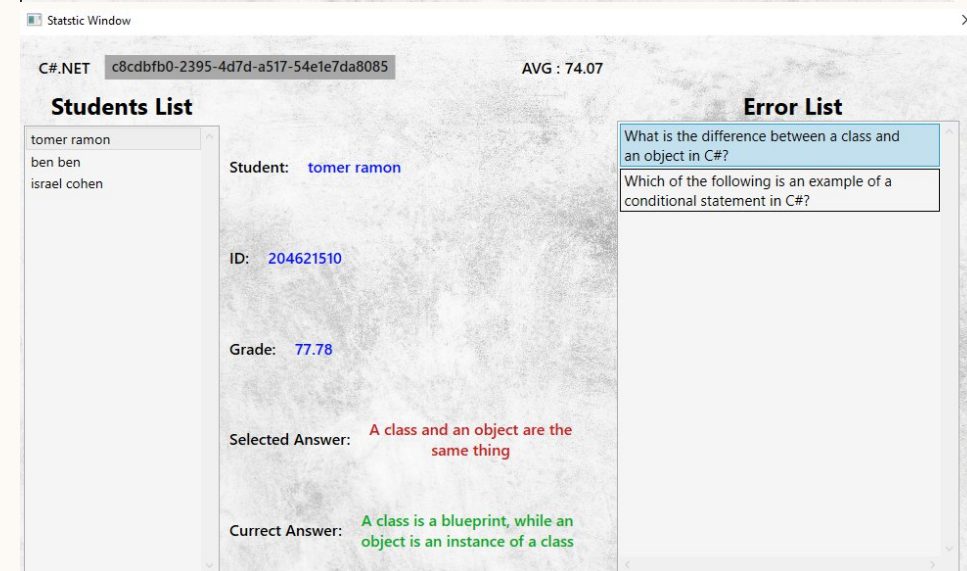 Statstic Window
C#.NET c8cdbfb0-2395-4d7d-a517-54e1e7da8085 AVG : 74.07
Students List
tomer ramon
ben ben
israel cohen
Student: tomer ramon
ID: 204621510
Grade: 77.78
Selected Answer: A class and an object are the
same thing
Currect Answer: A class is a blueprint, while an
object is an instance of a class
Error List
What is the difference between a class and
an object in C#?
Which of the following is an example of a
conditional statement in C#?